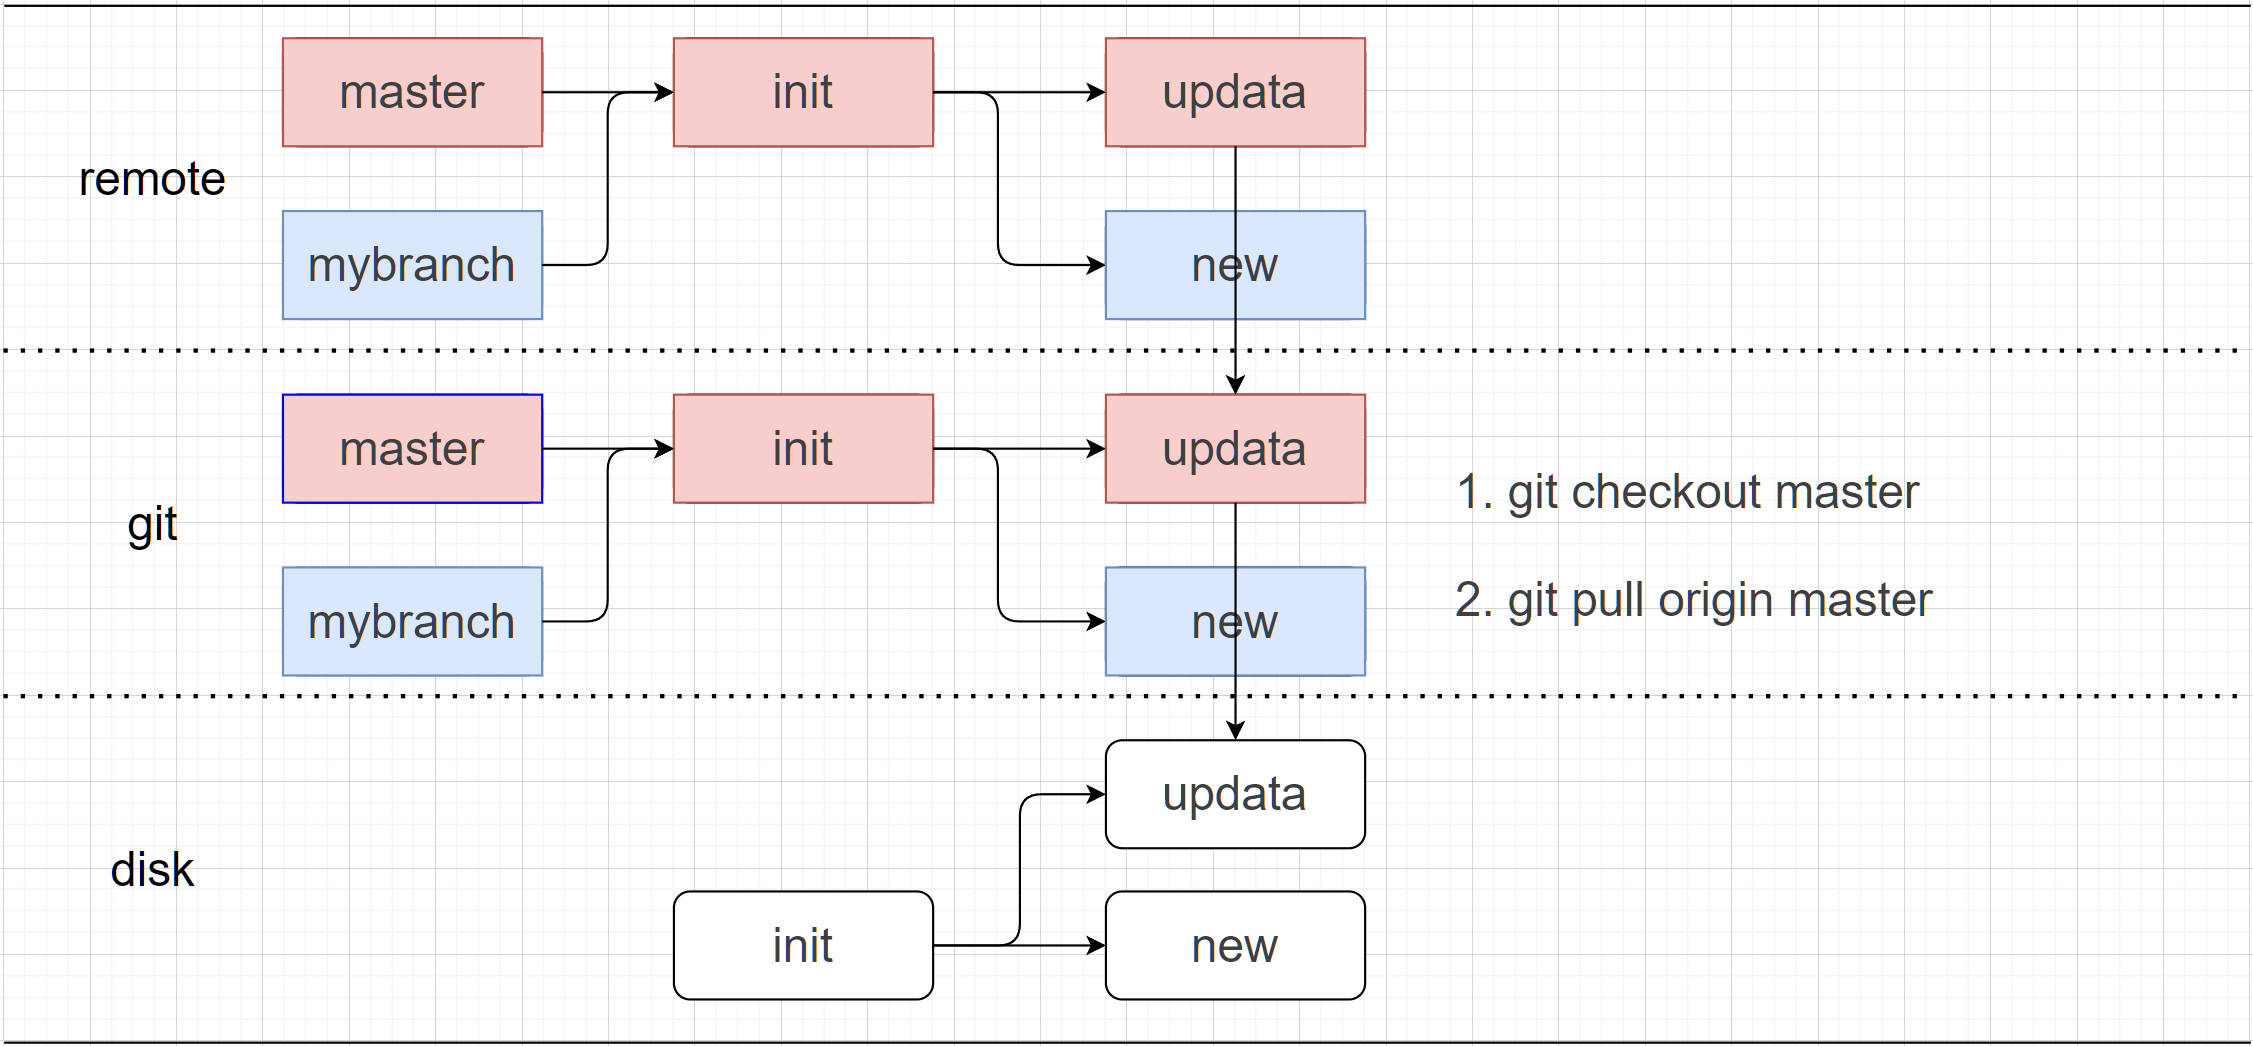 master
init
updata
remote
mybranch
new
master
init
updata
git
1. git checkout master
mybranch
new
2. git pull origin master
updata
disk
init
new